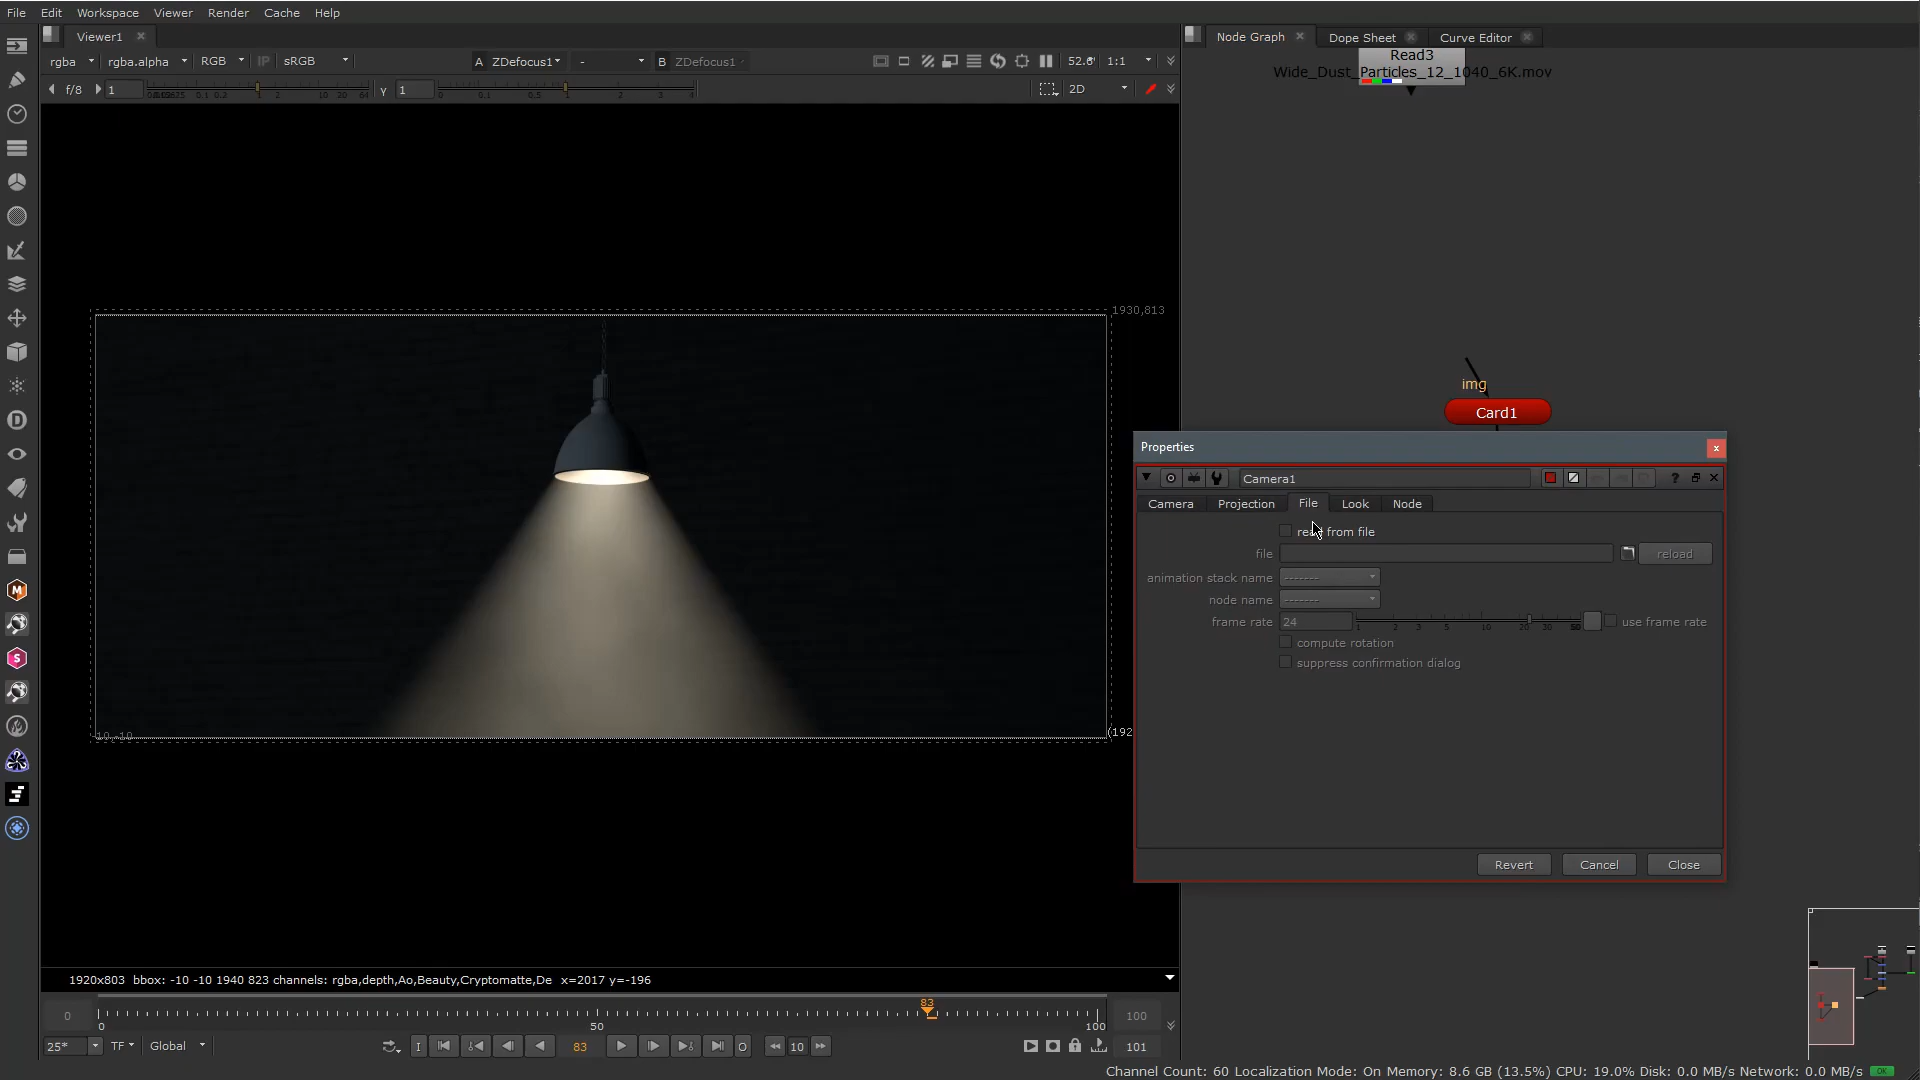 File Edit Workspace Viewer Render Cache Help
Viewer1
Node Graph Dope Sheet Curve Editor
rgba rgba.alpha RGB IP sRGB A ZDefocus1 - B ZDefocus1 52.6 1:1
f/8 1 y 1 2D
Read3
Wide_Dust_Particles_12_1040_6K.mov
1930,813
img
Card1
Properties
Camera1
Camera Projection File Look Node
read from file
file reload
animation stack name -------
node name -------
frame rate 24 use frame rate
compute rotation
suppress confirmation dialog
-10,-10
(192
Revert Cancel Close
1920x803 bbox: -10 -10 1940 823 channels: rgba,depth,Ao,Beauty,Cryptomatte,De x=2017 y=-196
83
0 0 50 100 100
25* TF Global I 83 O 10 101
Channel Count: 60 Localization Mode: On Memory: 8.6 GB (13.5%) CPU: 19.0% Disk: 0.0 MB/s Network: 0.0 MB/s OK